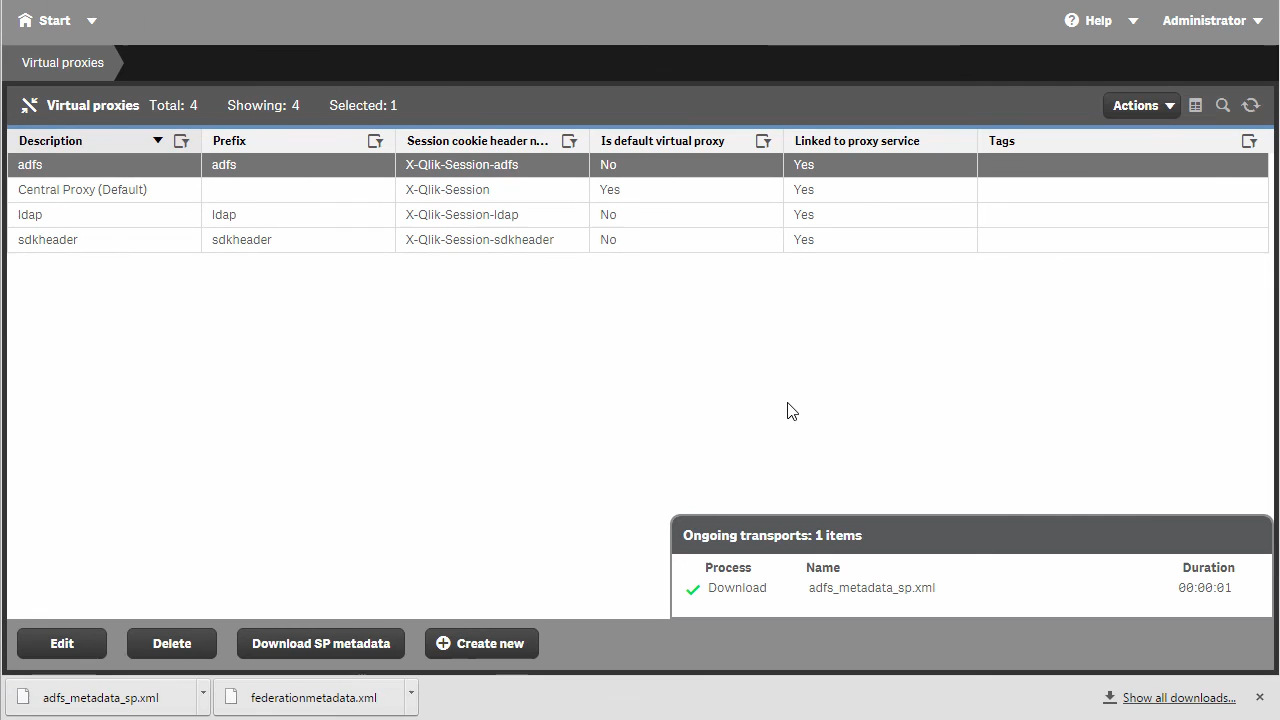 Start Help Administrator
Virtual proxies
Virtual proxies Total: 4 Showing: 4 Selected: 1 Actions
Description Prefix Session cookie header n... Is default virtual proxy Linked to proxy service Tags
adfs adfs X-Qlik-Session-adfs No Yes
Central Proxy (Default) X-Qlik-Session Yes Yes
ldap ldap X-Qlik-Session-ldap No Yes
sdkheader sdkheader X-Qlik-Session-sdkheader No Yes
Ongoing transports: 1 items
Process Name Duration
Download adfs_metadata_sp.xml 00:00:01
Edit Delete Download SP metadata Create new
adfs_metadata_sp.xml federationmetadata.xml Show all downloads...